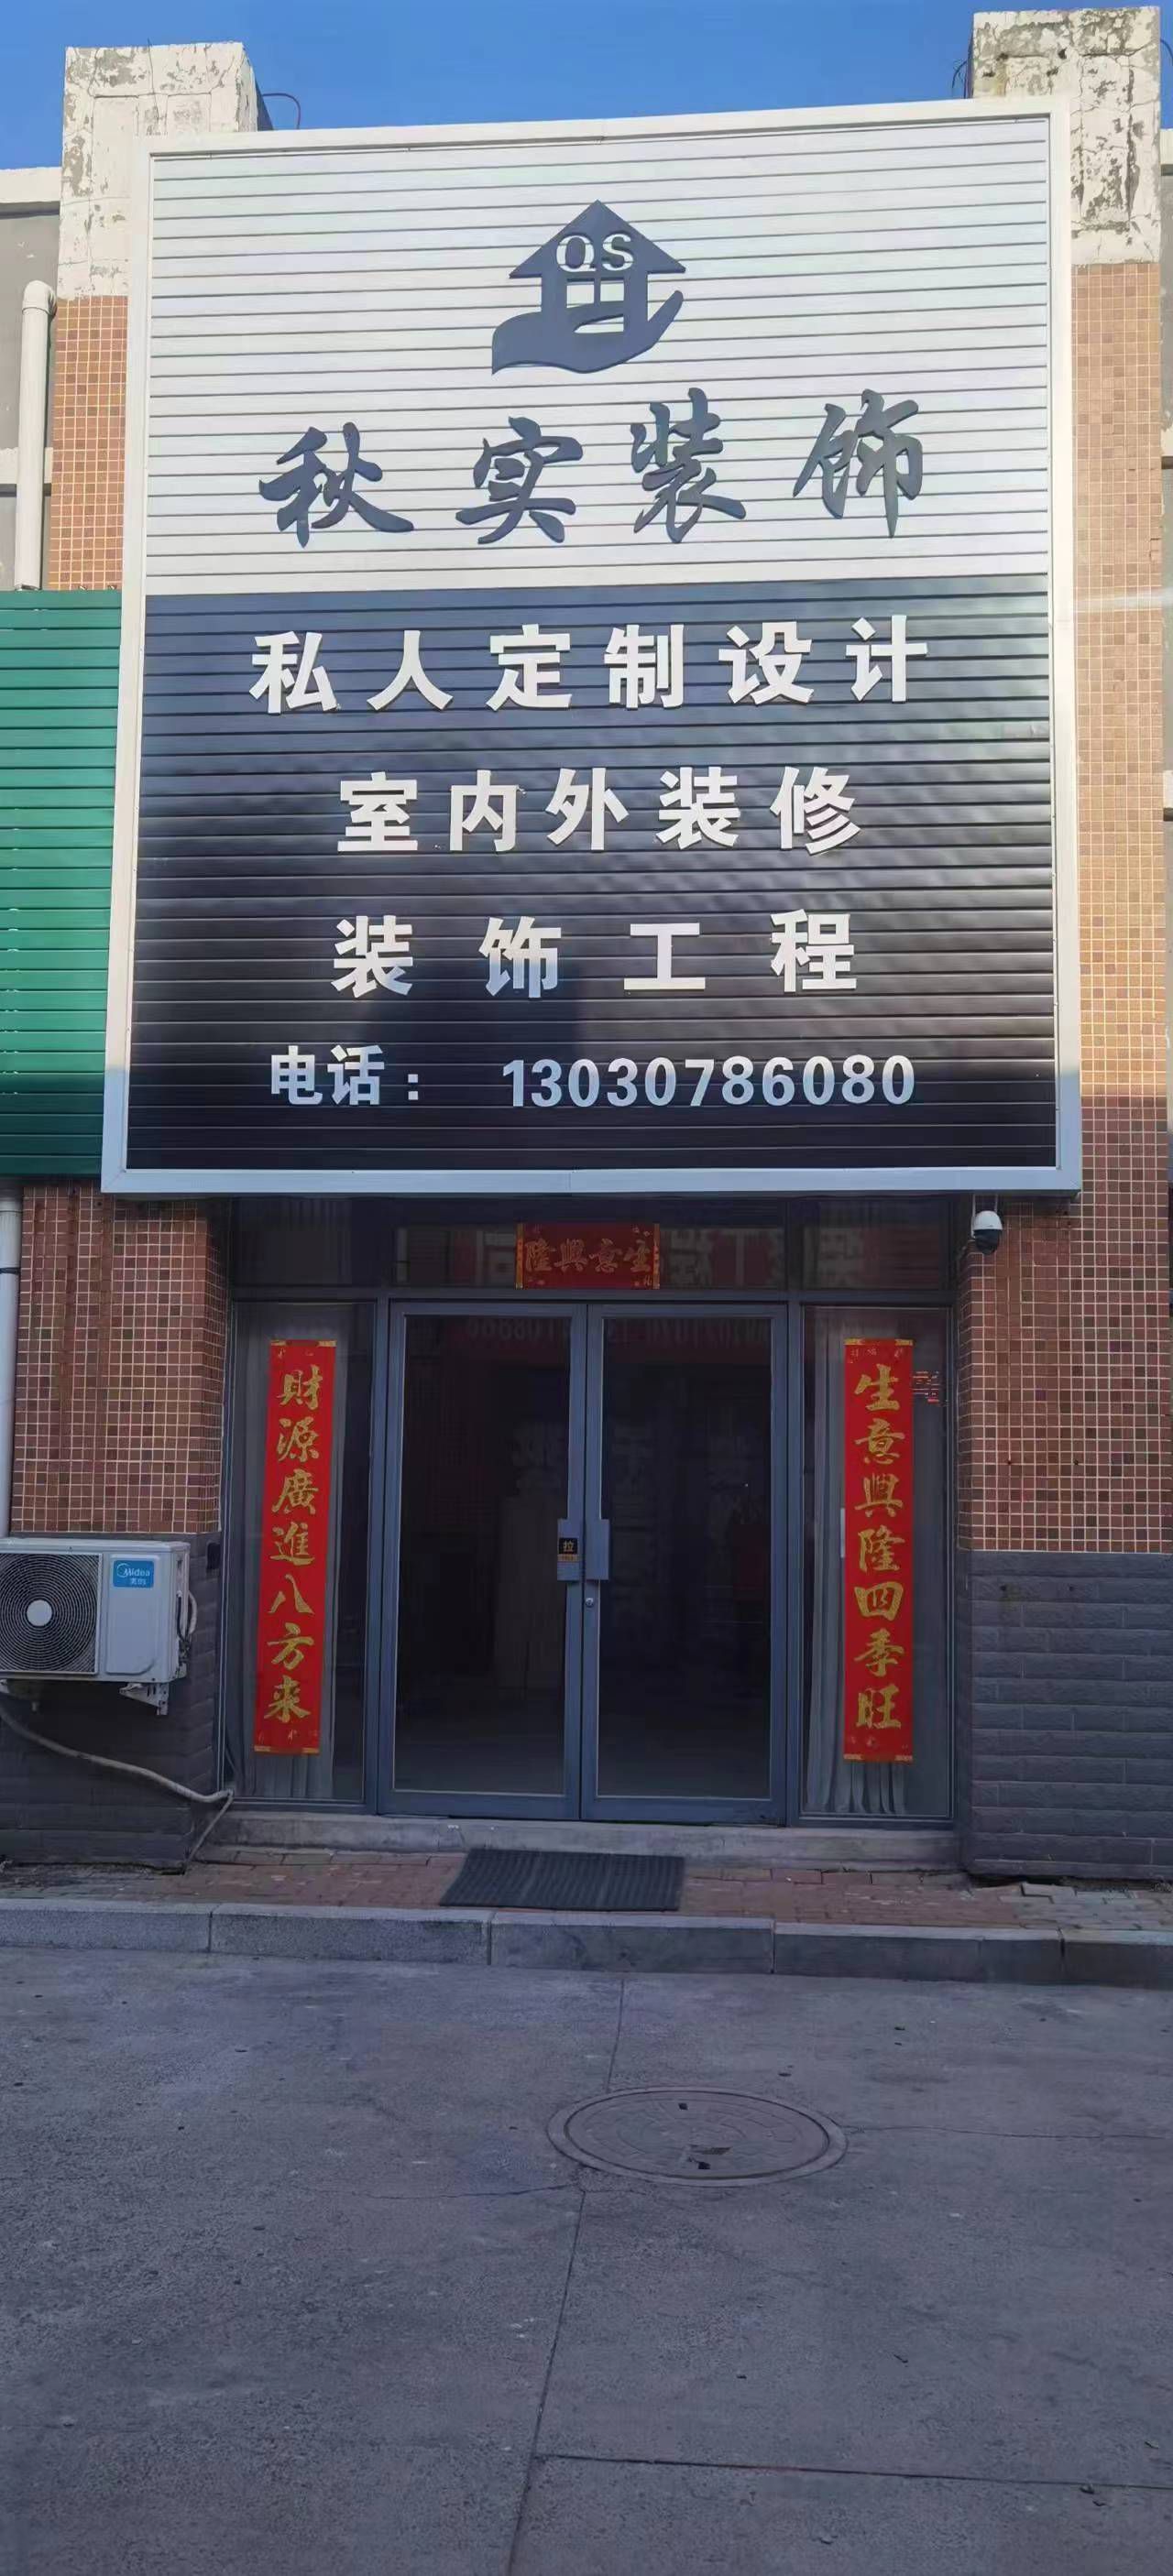 QS
秋实装饰
私人定制设计
室内外装修
装饰工程
电话： 13030786080
隆興意生
生意興隆四季旺
財源廣進八方来
Midea
美的
拉